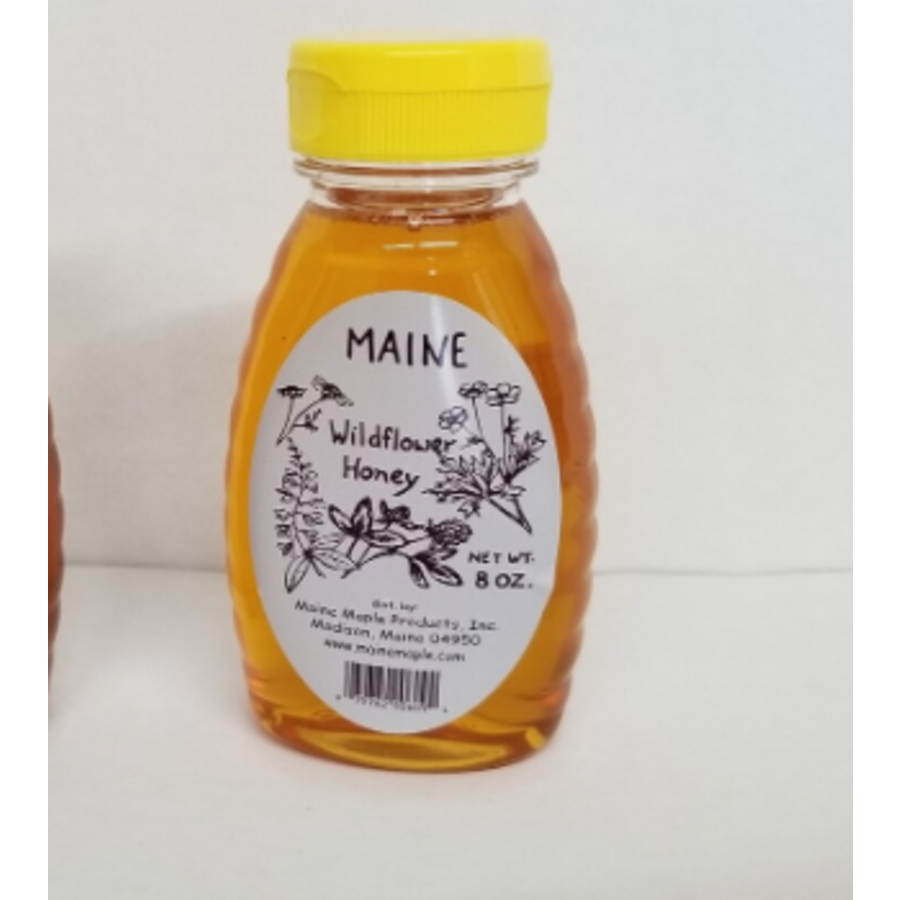 MAINE
Wildflower
Honey
NET WT.
8 OZ.
Dist. by
Maine Maple Products, Inc.
Madison, Maine 04950
www.mainemaple.com